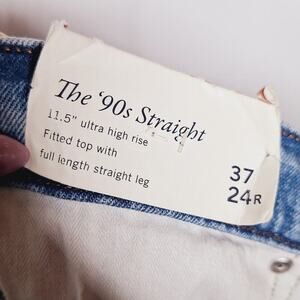 The '90s Straight
11.5" ultra high rise
Fitted top with
full length straight leg
37
24R